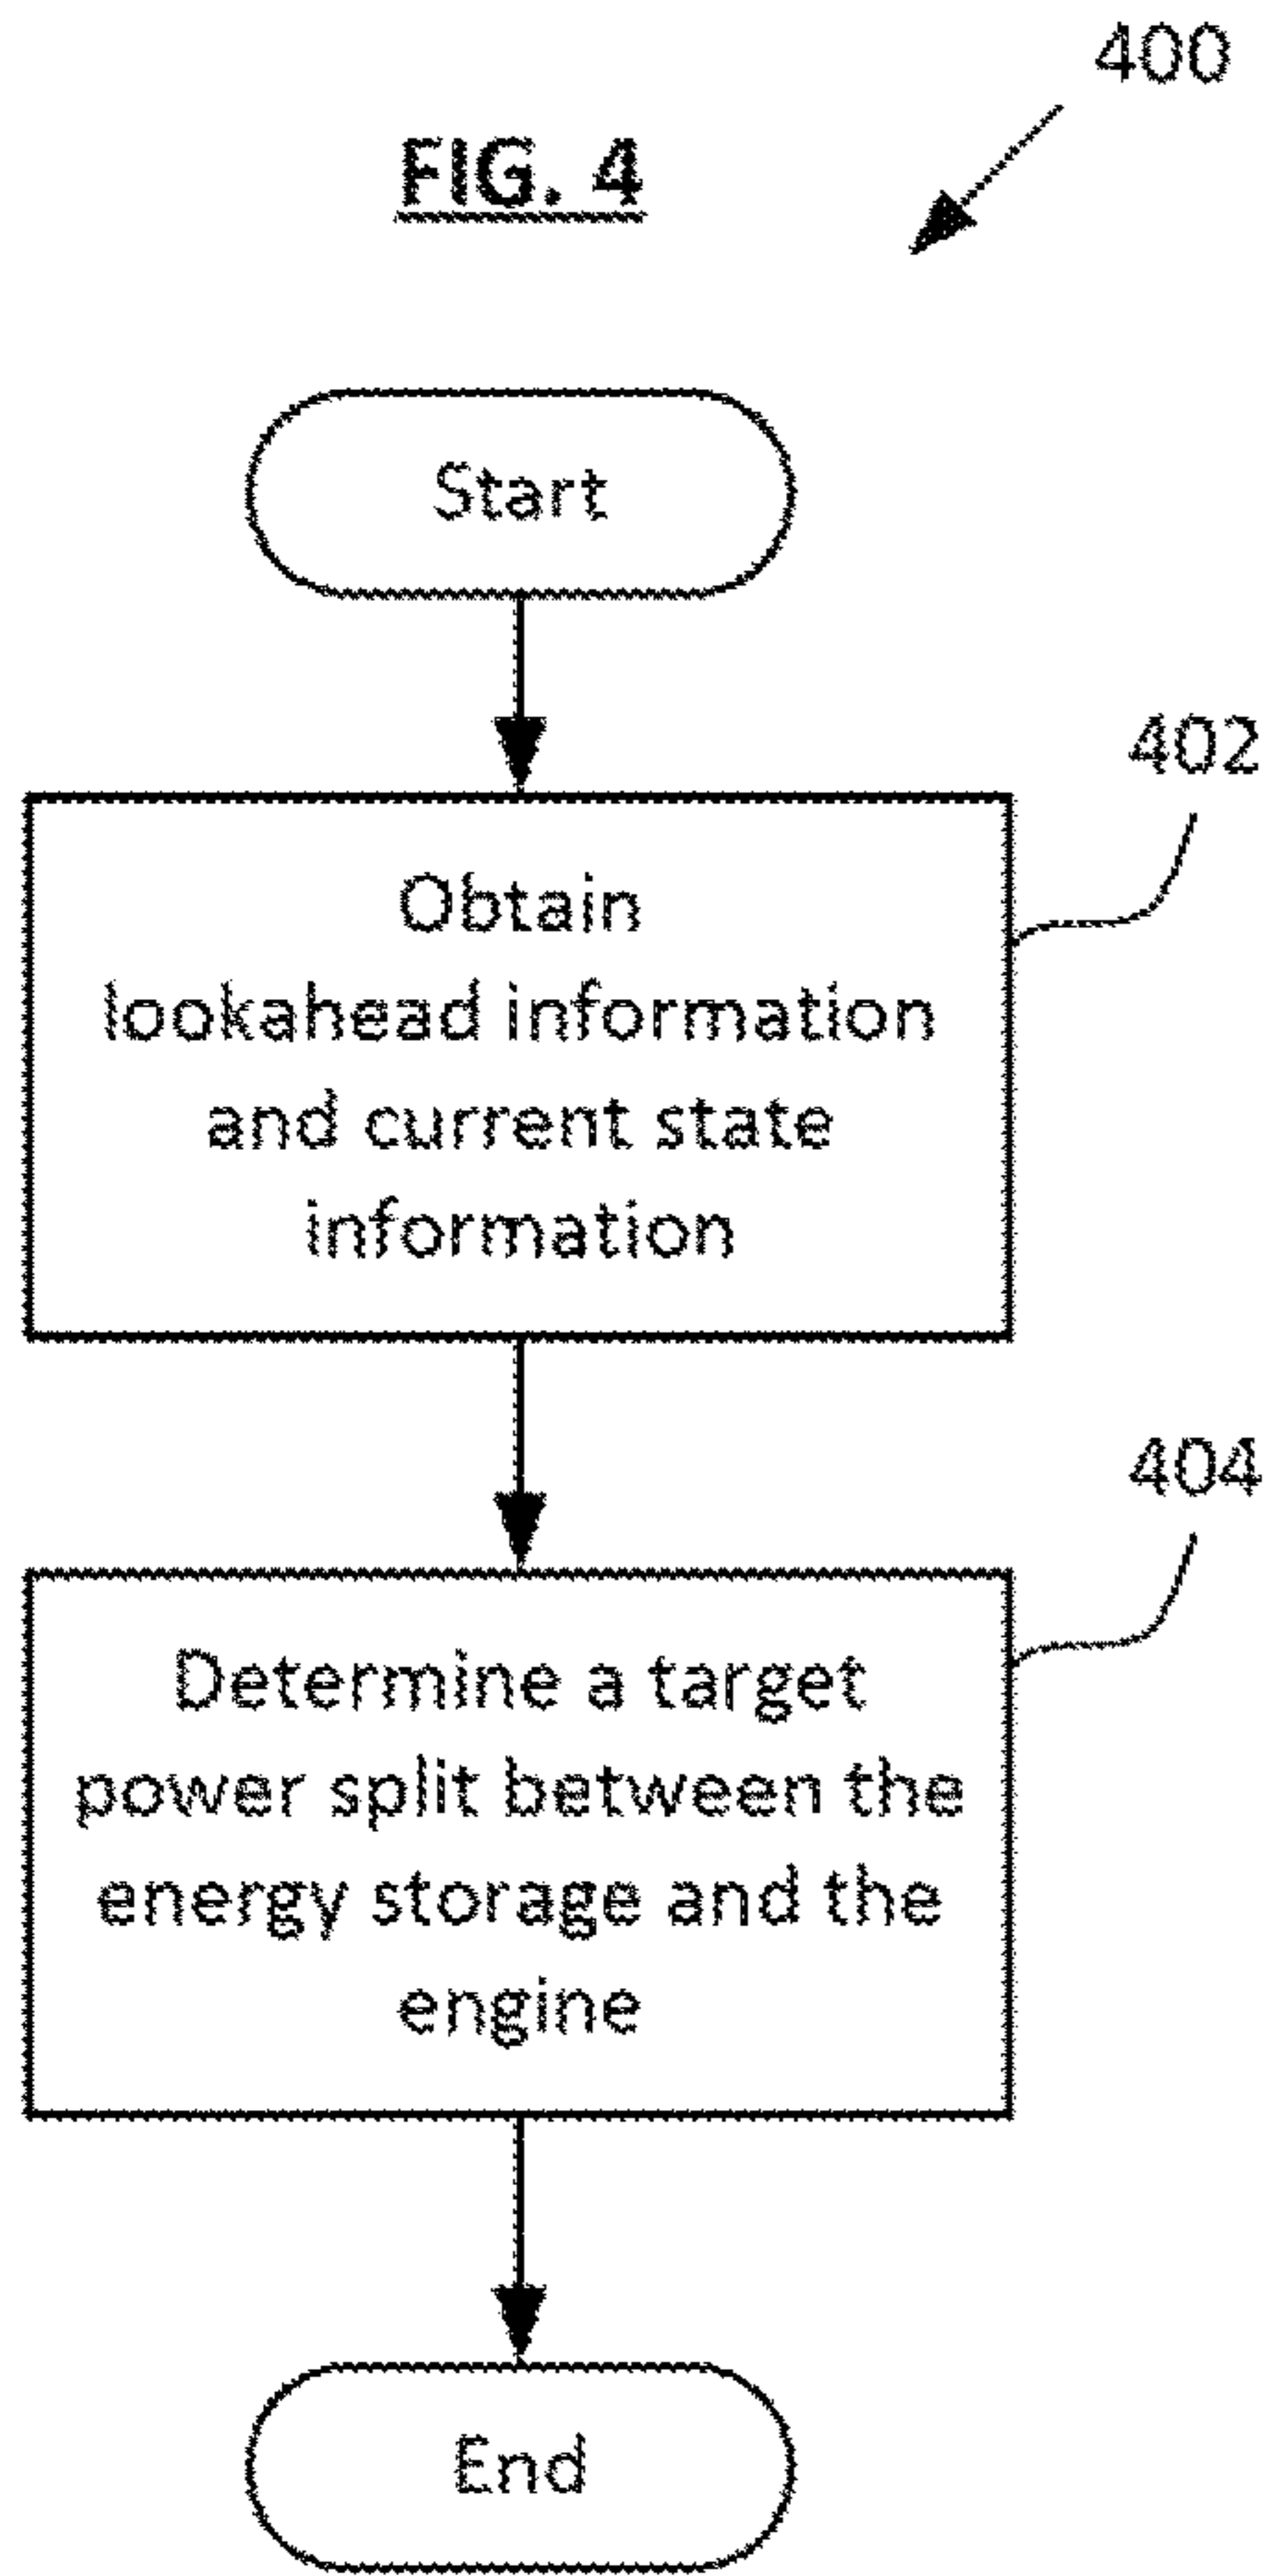 400
FIG. 4
Start
402
Obtain
lookahead information
and current state
information
404
Determine a target
power split between the
energy storage and the
engine
End